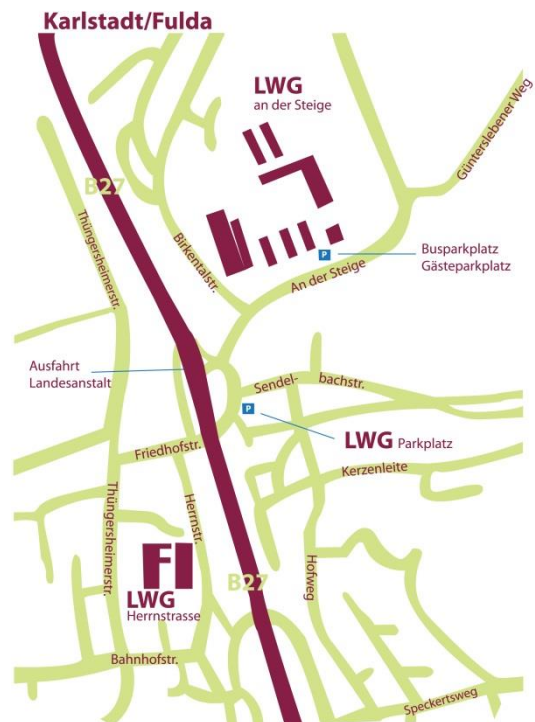 Karlstadt/Fulda
LWG
an der Steige
Günterslebener Weg
B27
Thüngersheimerstr.
Birkentalstr.
P
Busparkplatz
Gästeparkplatz
An der Steige
Ausfahrt
Landesanstalt
Sendel-
bachstr.
P
LWG Parkplatz
Friedhofstr.
Kerzenleite
Thüngersheimerstr.
Herrnstr.
Hofweg
B27
LWG
Herrnstrasse
Bahnhofstr.
Speckertsweg